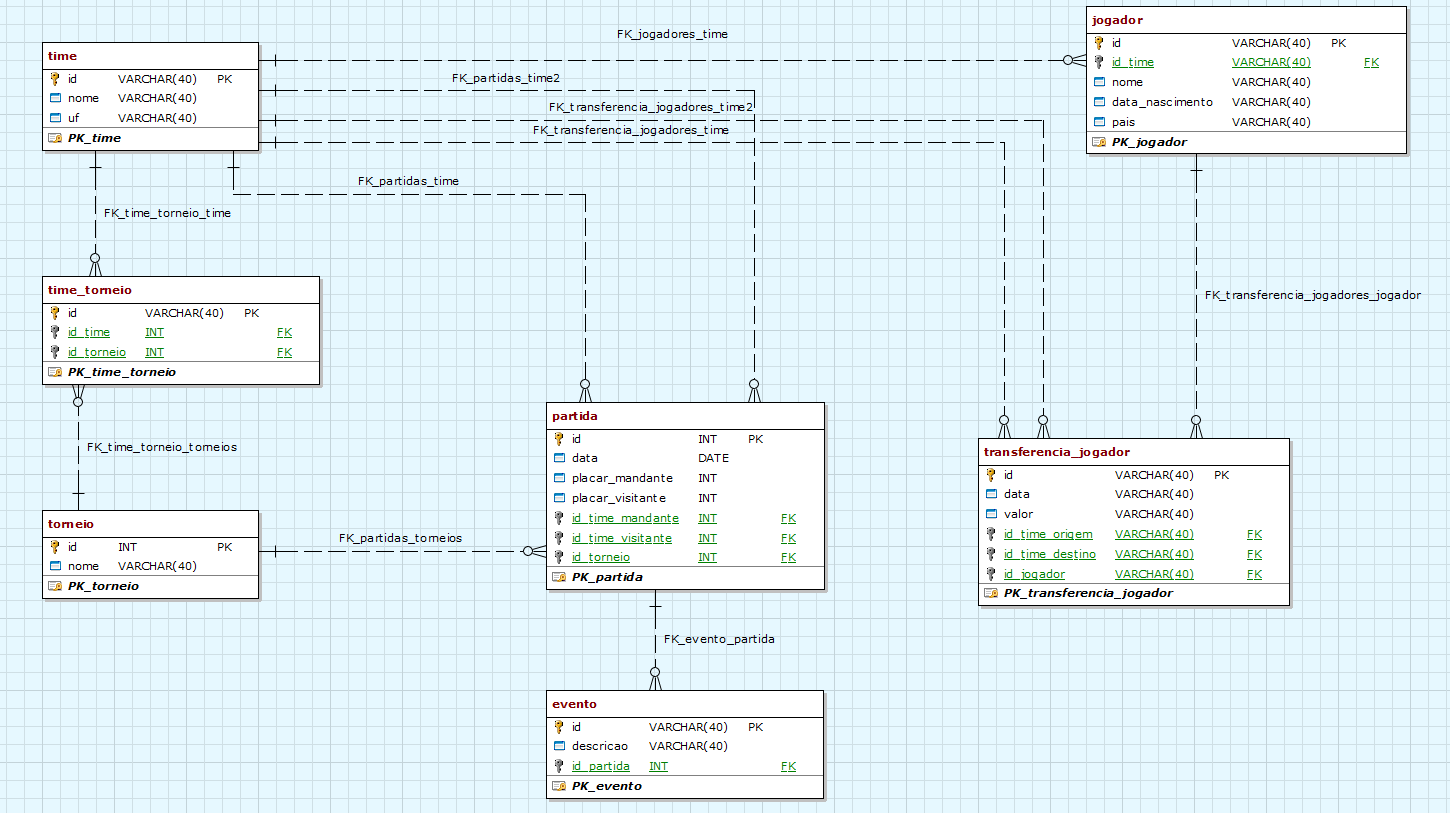 FK_jogadores_time
FK_partidas_time2
FK_transferencia_jogadores_time2
FK_transferencia_jogadores_time
FK_partidas_time
FK_time_torneio_time
FK_transferencia_jogadores_jogador
FK_time_torneio_torneios
FK_partidas_torneios
FK_evento_partida
time
id VARCHAR(40) PK
nome VARCHAR(40)
uf VARCHAR(40)
PK_time
jogador
id VARCHAR(40) PK
id_time VARCHAR(40) FK
nome VARCHAR(40)
data_nascimento VARCHAR(40)
pais VARCHAR(40)
PK_jogador
time_torneio
id VARCHAR(40) PK
id_time INT FK
id_torneio INT FK
PK_time_torneio
partida
id INT PK
data DATE
placar_mandante INT
placar_visitante INT
id_time_mandante INT FK
id_time_visitante INT FK
id_torneio INT FK
PK_partida
transferencia_jogador
id VARCHAR(40) PK
data VARCHAR(40)
valor VARCHAR(40)
id_time_origem VARCHAR(40) FK
id_time_destino VARCHAR(40) FK
id_jogador VARCHAR(40) FK
PK_transferencia_jogador
torneio
id INT PK
nome VARCHAR(40)
PK_torneio
evento
id VARCHAR(40) PK
descricao VARCHAR(40)
id_partida INT FK
PK_evento